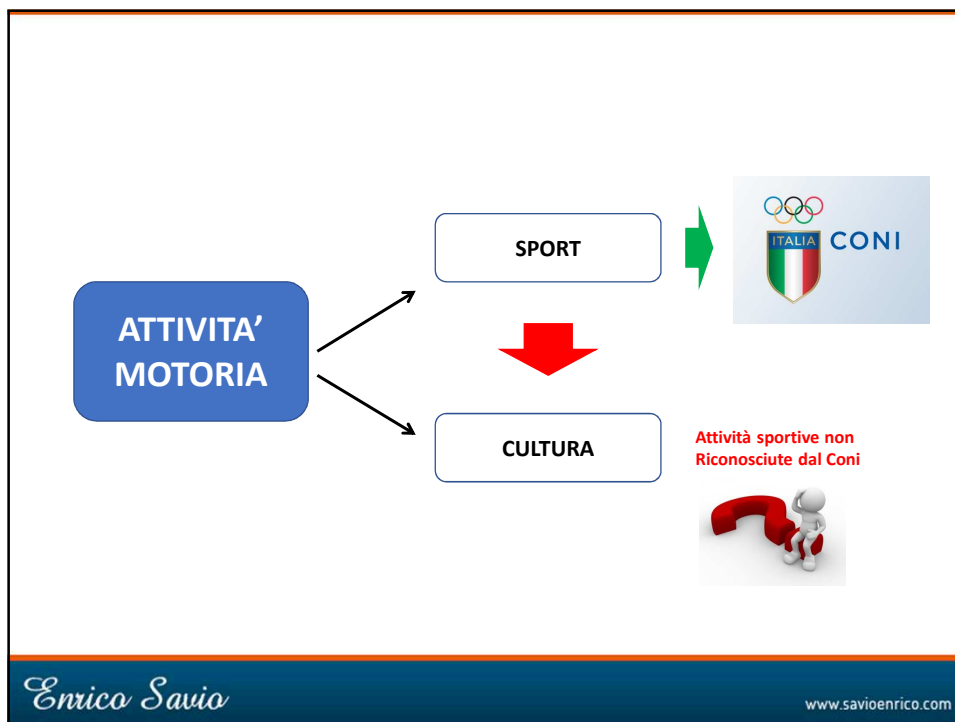 ATTIVITA’
MOTORIA
SPORT
ITALIA
CONI
CULTURA
Attività sportive non
Riconosciute dal Coni
Enrico Savio
www.savioenrico.com